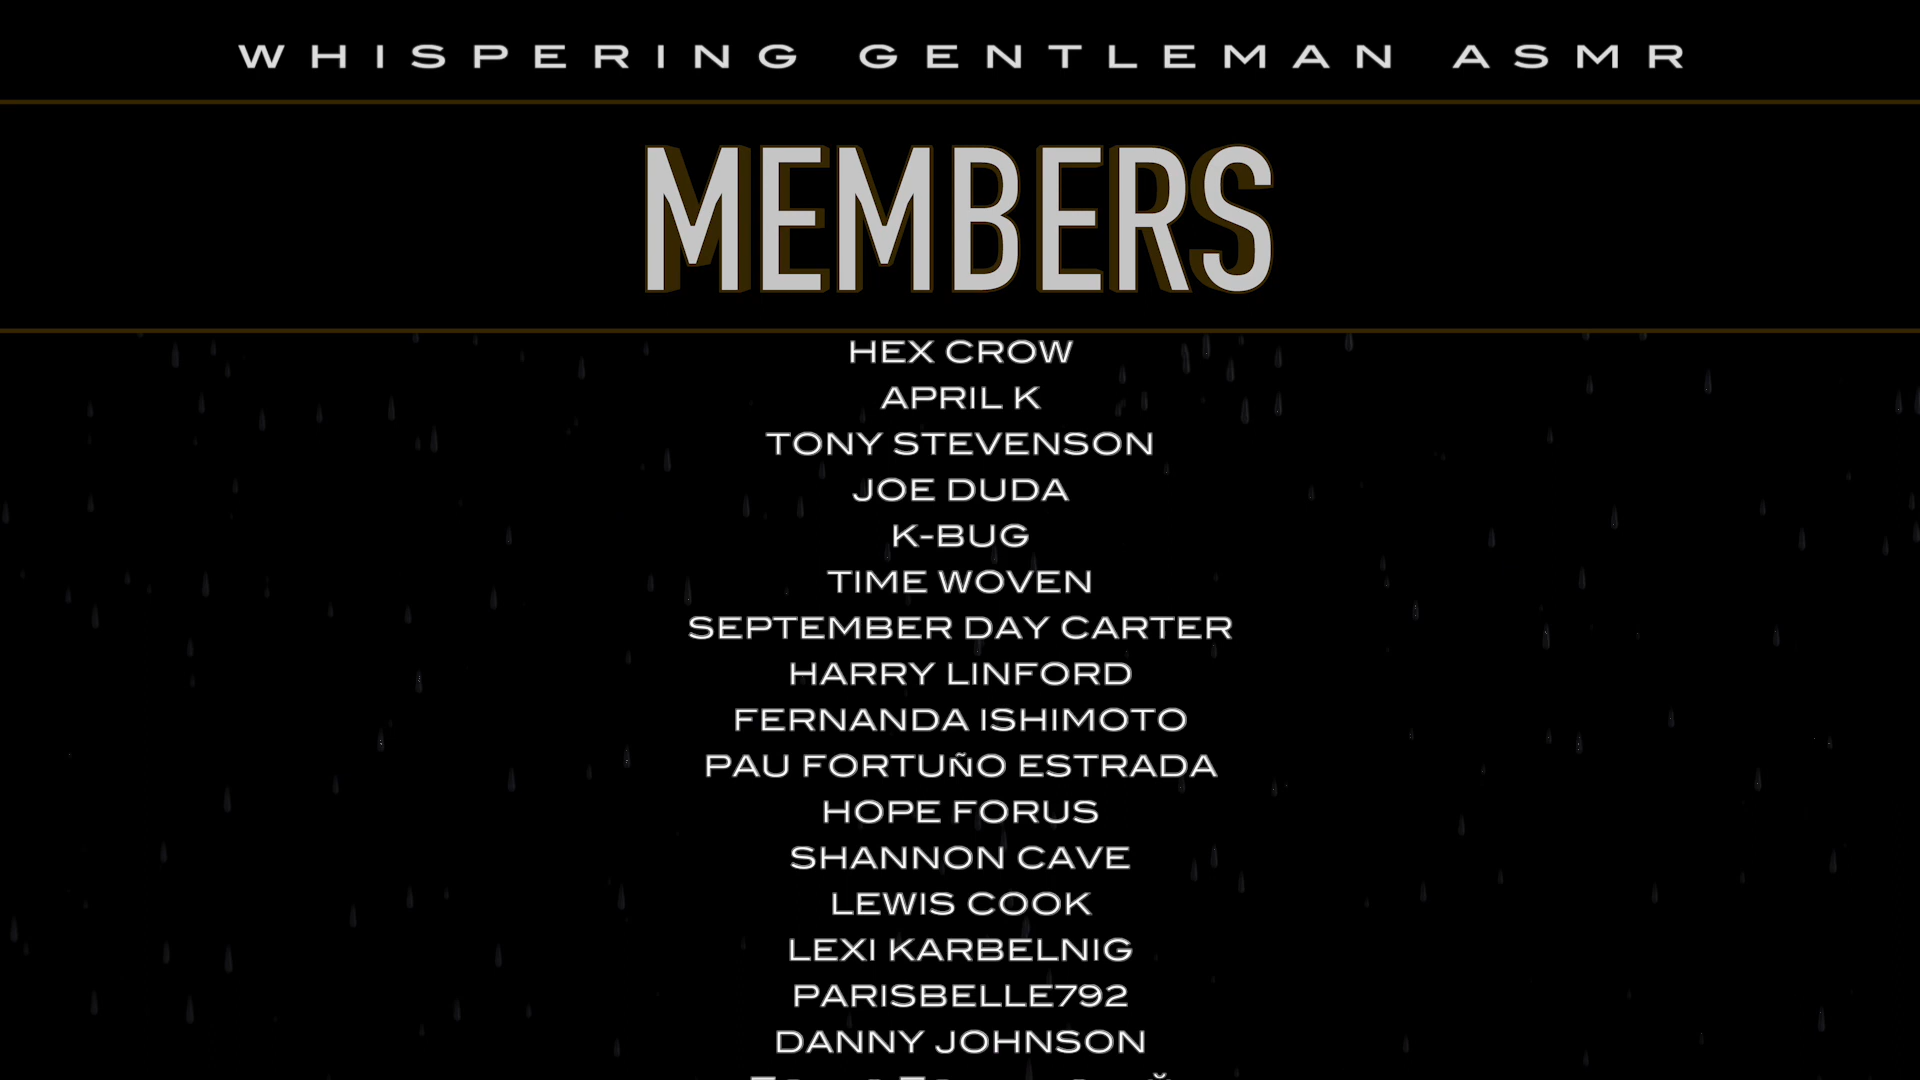 WHISPERING GENTLEMAN ASMR
MEMBERS
HEX CROW
APRIL K
TONY STEVENSON
JOE DUDA
K-BUG
TIME WOVEN
SEPTEMBER DAY CARTER
HARRY LINFORD
FERNANDA ISHIMOTO
PAU FORTUÑO ESTRADA
HOPE FORUS
SHANNON CAVE
LEWIS COOK
LEXI KARBELNIG
PARISBELLE792
DANNY JOHNSON